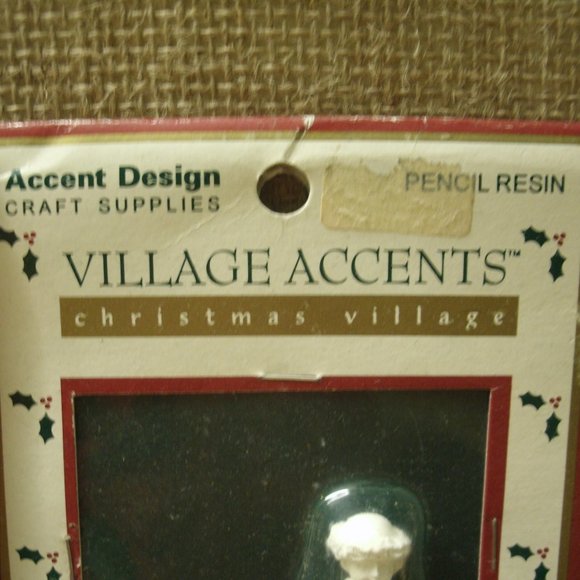 Accent Design
CRAFT SUPPLIES
PENCIL RESIN
VILLAGE ACCENTS™
christmas village